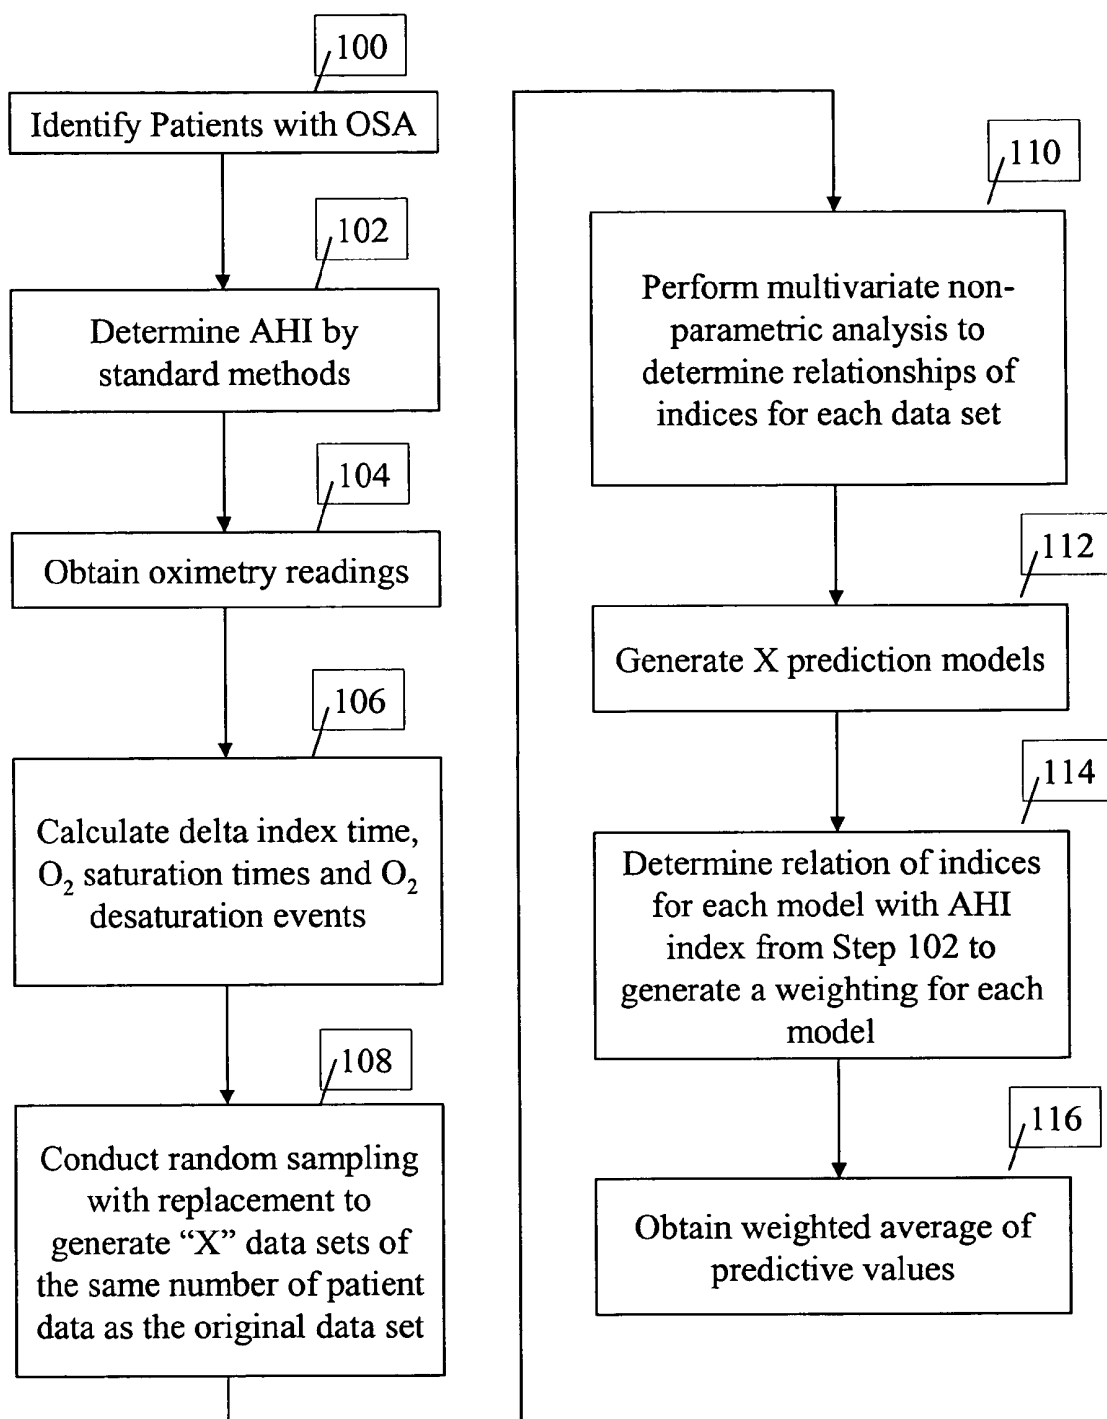 100
Identify Patients with OSA
102
Determine AHI by
standard methods
104
Obtain oximetry readings
106
Calculate delta index time,
O₂ saturation times and O₂
desaturation events
108
Conduct random sampling
with replacement to
generate “X” data sets of
the same number of patient
data as the original data set
110
Perform multivariate non-
parametric analysis to
determine relationships of
indices for each data set
112
Generate X prediction models
114
Determine relation of indices
for each model with AHI
index from Step 102 to
generate a weighting for each
model
116
Obtain weighted average of
predictive values